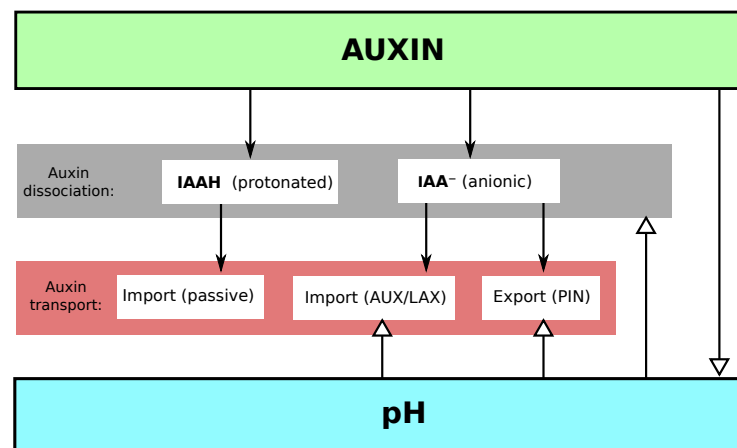 AUXIN
Auxin
dissociation:
IAAH (protonated)
IAA⁻ (anionic)
Auxin
transport:
Import (passive)
Import (AUX/LAX)
Export (PIN)
pH